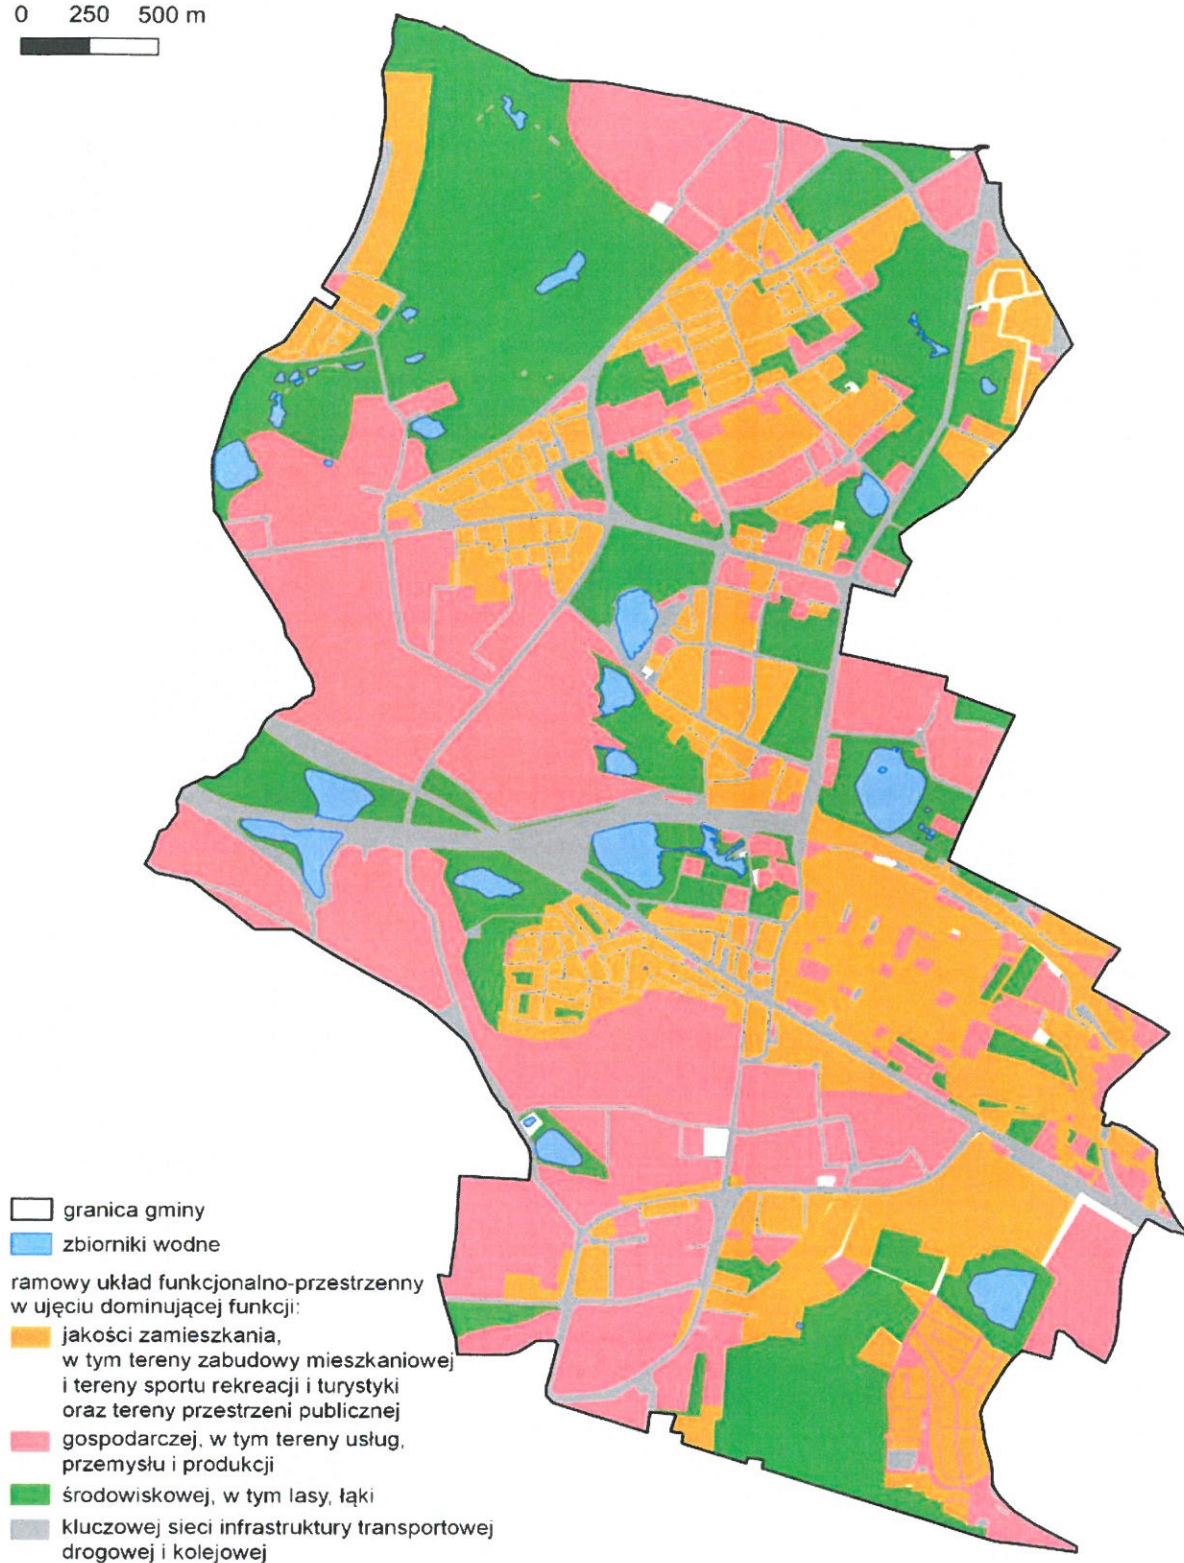 0 250 500 m
granica gminy
zbiorniki wodne
ramowy układ funkcjonalno-przestrzenny
w ujęciu dominującej funkcji:
jakości zamieszkania,
w tym tereny zabudowy mieszkaniowej
i tereny sportu rekreacji i turystyki
oraz tereny przestrzeni publicznej
gospodarczej, w tym tereny usług,
przemysłu i produkcji
środowiskowej, w tym lasy, łąki
kluczowej sieci infrastruktury transportowej
drogowej i kolejowej